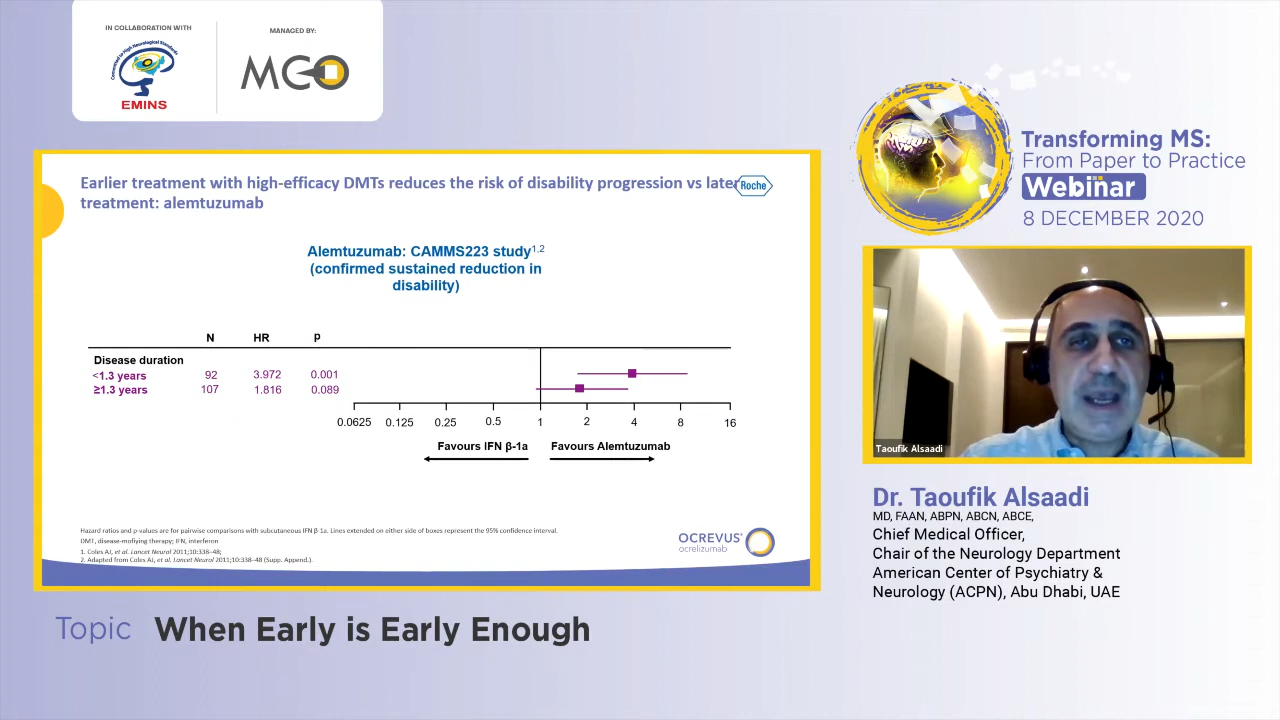 IN COLLABORATION WITH
Committed to High Neurological Standards
EMINS
MANAGED BY:
MCO
Transforming MS:
From Paper to Practice
Webinar
8 DECEMBER 2020
Earlier treatment with high-efficacy DMTs reduces the risk of disability progression vs later
treatment: alemtuzumab
Roche
Alemtuzumab: CAMMS223 study1,2
(confirmed sustained reduction in
disability)
N HR p
Disease duration
<1.3 years 92 3.972 0.001
≥1.3 years 107 1.816 0.089
0.0625 0.125 0.25 0.5 1 2 4 8 16
Favours IFN β-1a Favours Alemtuzumab
Hazard ratios and p-values are for pairwise comparisons with subcutaneous IFN β-1a. Lines extended on either side of boxes represent the 95% confidence interval.
DMT, disease-mofiying therapy; IFN, interferon
1. Coles AJ, et al. Lancet Neurol 2011;10:338–48;
2. Adapted from Coles AJ, et al. Lancet Neurol 2011;10:338–48 (Supp. Append.).
OCREVUS®
ocrelizumab
Taoufik Alsaadi
Dr. Taoufik Alsaadi
MD, FAAN, ABPN, ABCN, ABCE,
Chief Medical Officer,
Chair of the Neurology Department
American Center of Psychiatry &
Neurology (ACPN), Abu Dhabi, UAE
Topic When Early is Early Enough